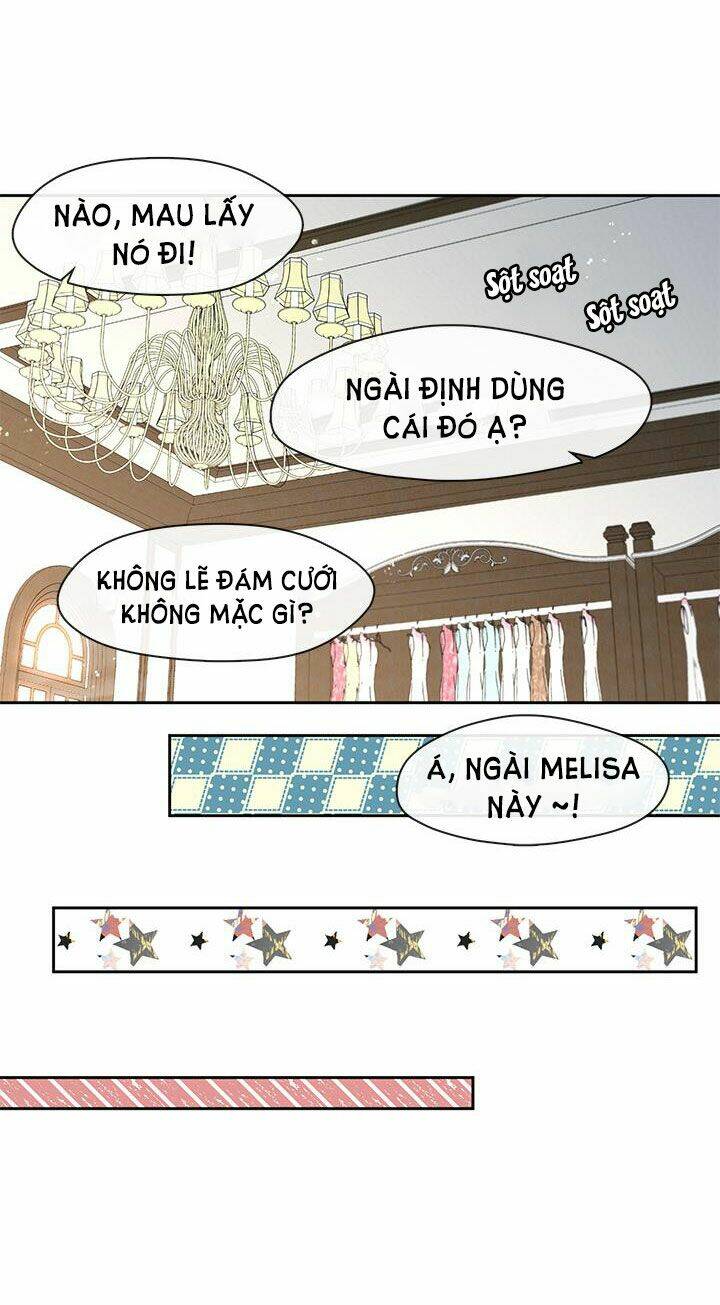 NÀO, MAU LẤY
NÓ ĐI!
Sột soạt
Sột soạt
NGÀI ĐỊNH DÙNG
CÁI ĐÓ Ạ?
KHÔNG LẼ ĐÁM CƯỚI
KHÔNG MẶC GÌ?
Á, NGÀI MELISA
NÀY ~!